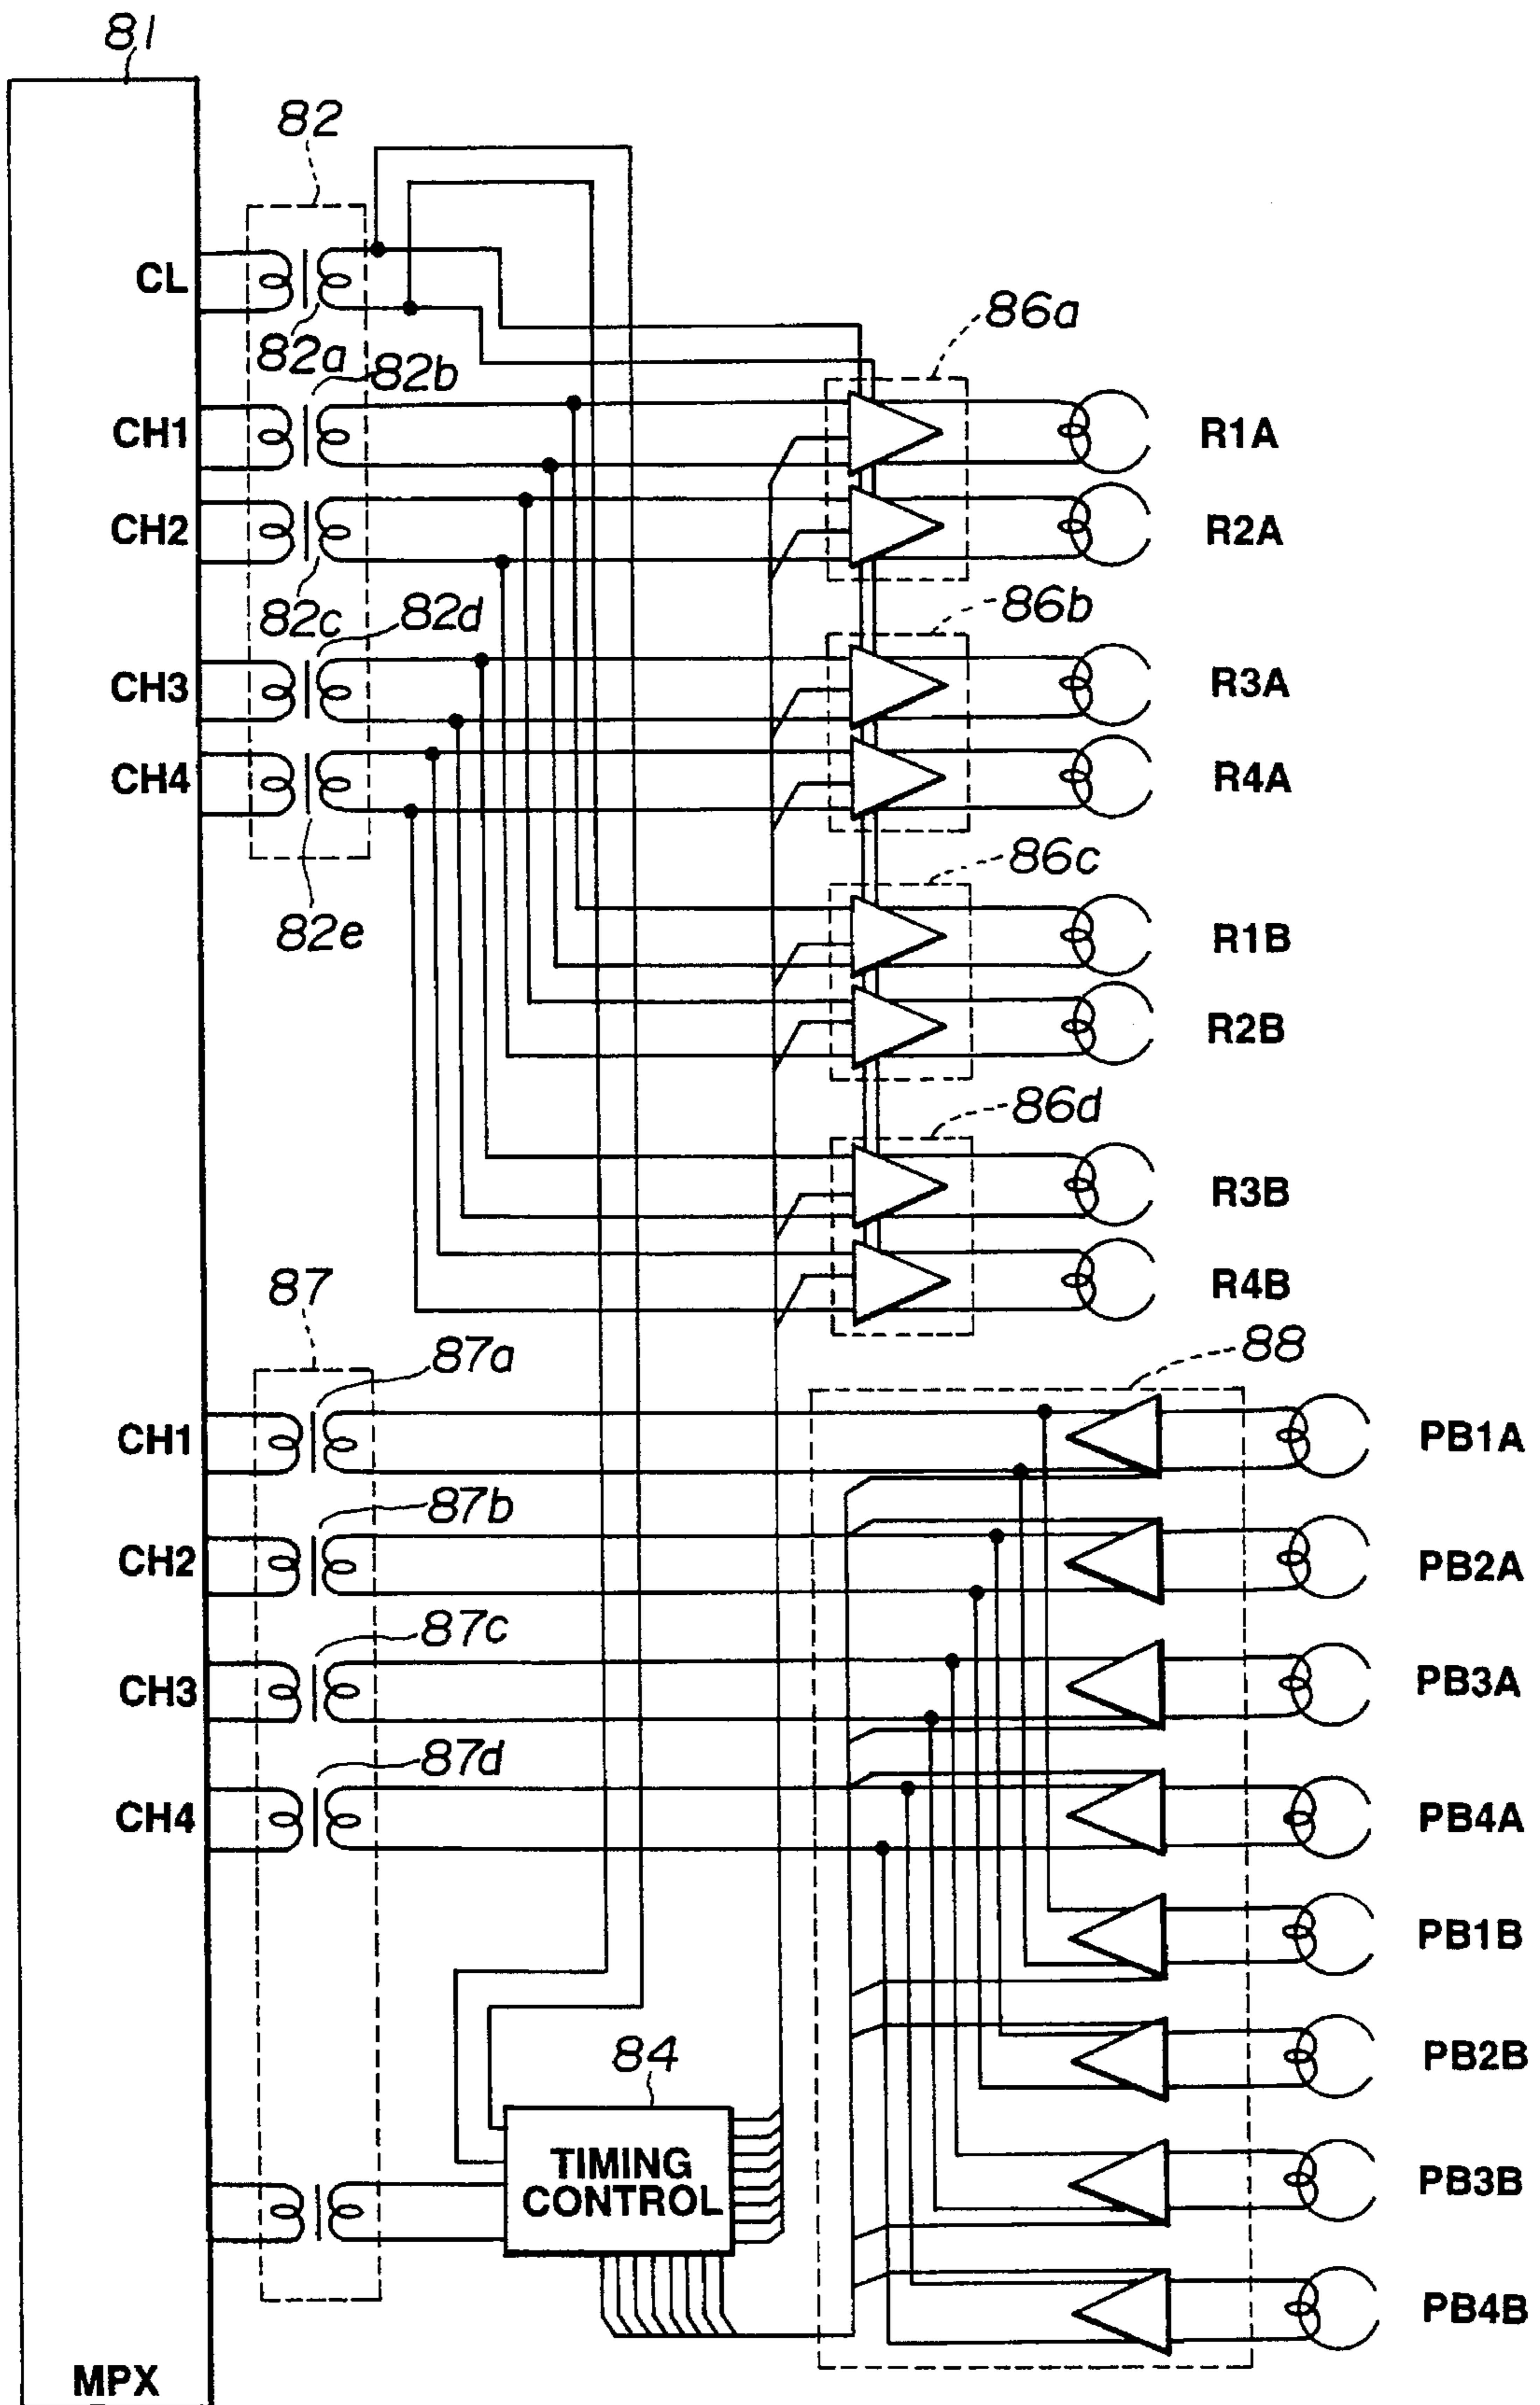 81
82
CL
86a
82a
82b
CH1
R1A
CH2
R2A
82c
82d
86b
CH3
R3A
CH4
R4A
86c
82e
R1B
R2B
86d
R3B
87
R4B
87a
88
CH1
PB1A
87b
CH2
PB2A
87c
CH3
PB3A
87d
CH4
PB4A
PB1B
84
PB2B
TIMING
CONTROL
PB3B
PB4B
MPX